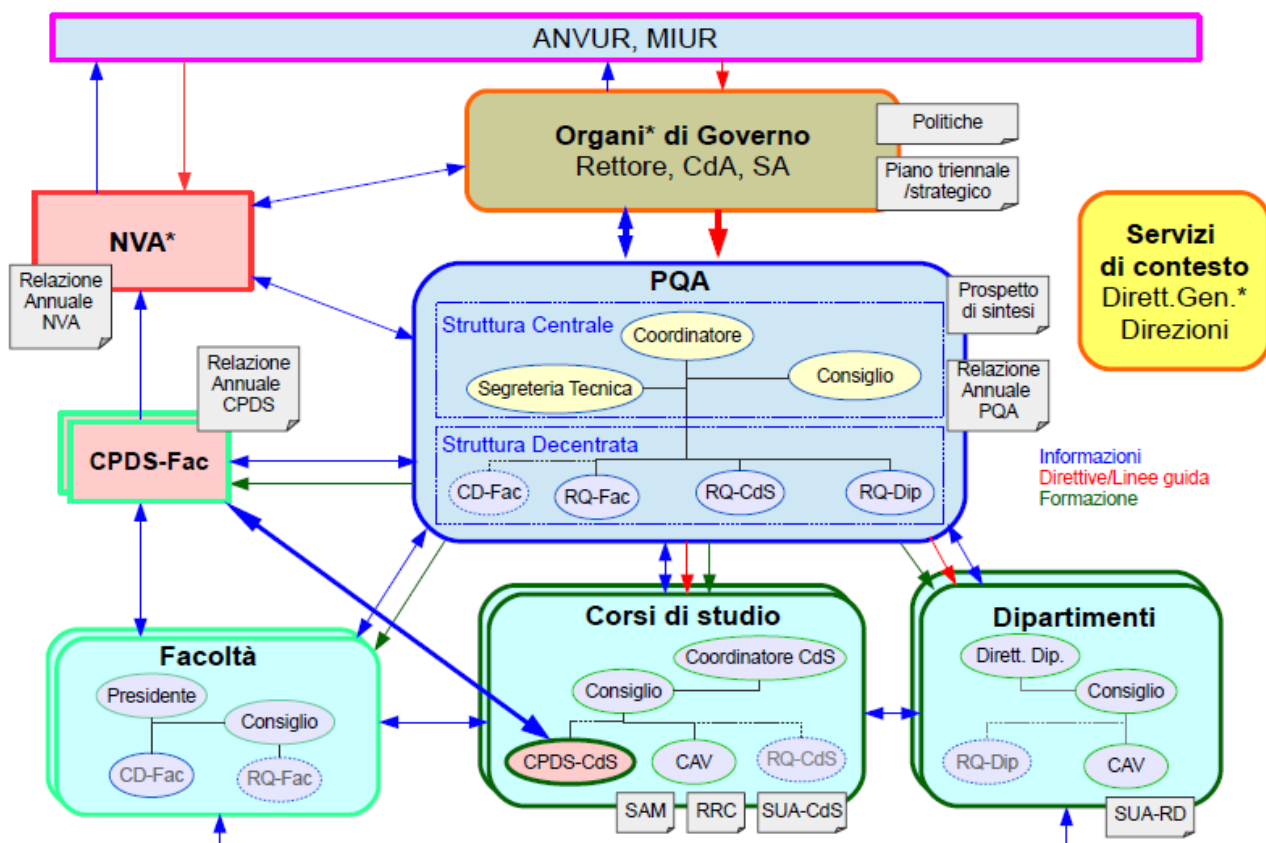 ANVUR, MIUR
Organi* di Governo
Rettore, CdA, SA
Politiche
Piano triennale
/strategico
NVA*
Relazione
Annuale
NVA
Servizi
di contesto
Dirett.Gen.*
Direzioni
PQA
Struttura Centrale
Coordinatore
Segreteria Tecnica
Consiglio
Prospetto
di sintesi
Relazione
Annuale
PQA
Relazione
Annuale
CPDS
CPDS-Fac
Struttura Decentrata
CD-Fac
RQ-Fac
RQ-CdS
RQ-Dip
Informazioni
Direttive/Linee guida
Formazione
Facoltà
Presidente
Consiglio
CD-Fac
RQ-Fac
Corsi di studio
Coordinatore CdS
Consiglio
CPDS-CdS
CAV
RQ-CdS
SAM
RRC
SUA-CdS
Dipartimenti
Dirett. Dip.
Consiglio
RQ-Dip
CAV
SUA-RD